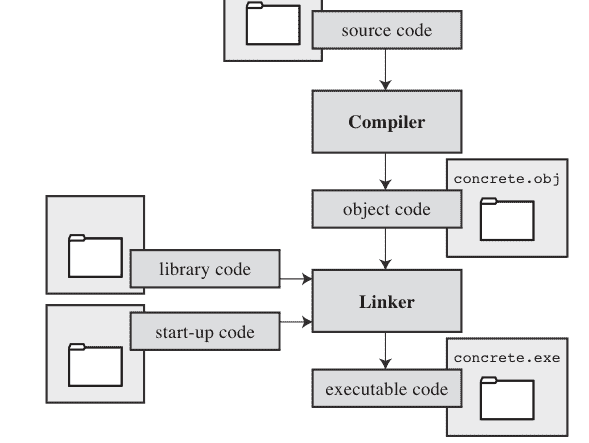 source code
Compiler
concrete.obj
object code
library code
Linker
start-up code
concrete.exe
executable code